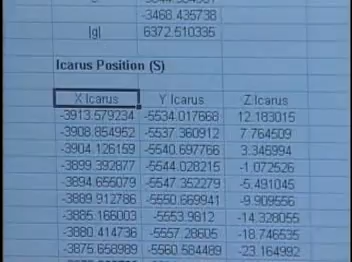 -3468.435738
|g| 6372.510335
Icarus Position (S)
X Icarus Y Icarus Z Icarus
-3913.579234 -5534.017668 12.183015
-3908.854952 -5537.360912 7.764509
-3904.126159 -5540.697766 3.345994
-3899.392877 -5544.028215 -1.072526
-3894.655079 -5547.352279 -5.491045
-3889.912786 -5550.669941 -9.909556
-3885.166003 -5553.9812 -14.328055
-3880.414736 -5557.28605 -18.746535
-3875.658989 -5560.584489 -23.164992